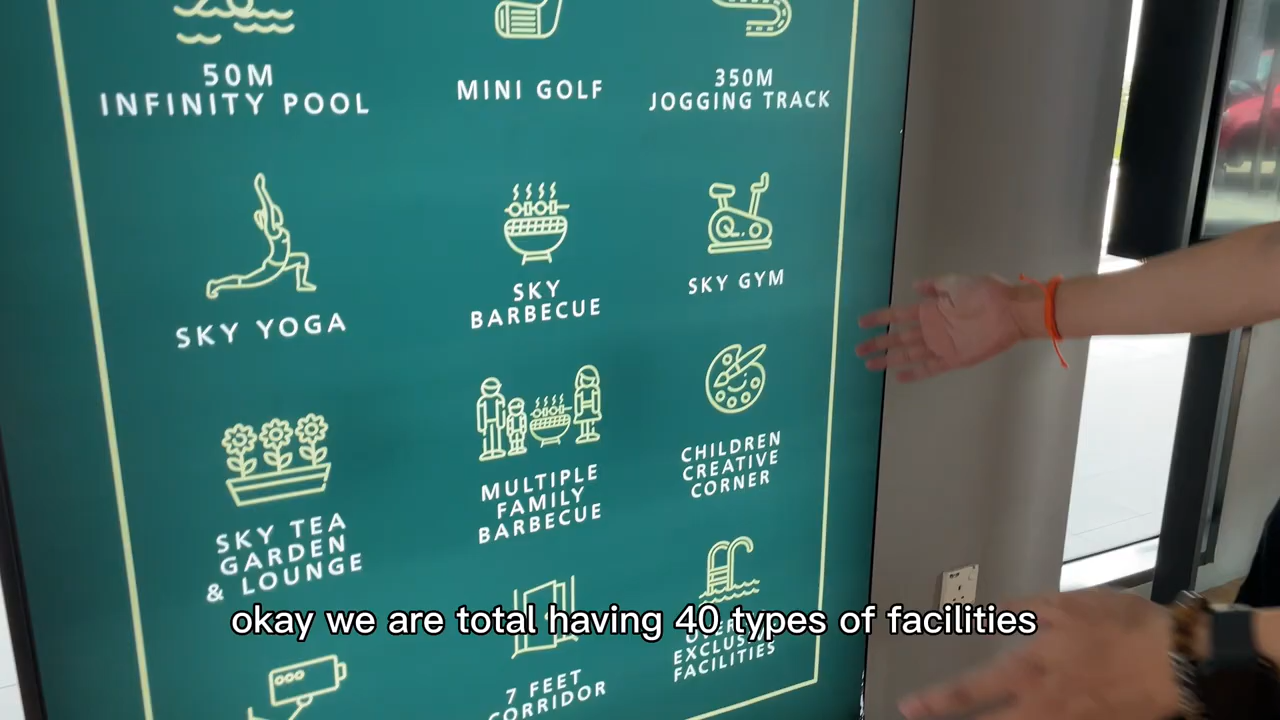 50M
INFINITY POOL
MINI GOLF
350M
JOGGING TRACK
SKY YOGA
SKY
BARBECUE
SKY GYM
SKY TEA
GARDEN
& LOUNGE
MULTIPLE
FAMILY
BARBECUE
CHILDREN
CREATIVE
CORNER
7 FEET
CORRIDOR
FACILITIES
okay we are total having 40 types of facilities